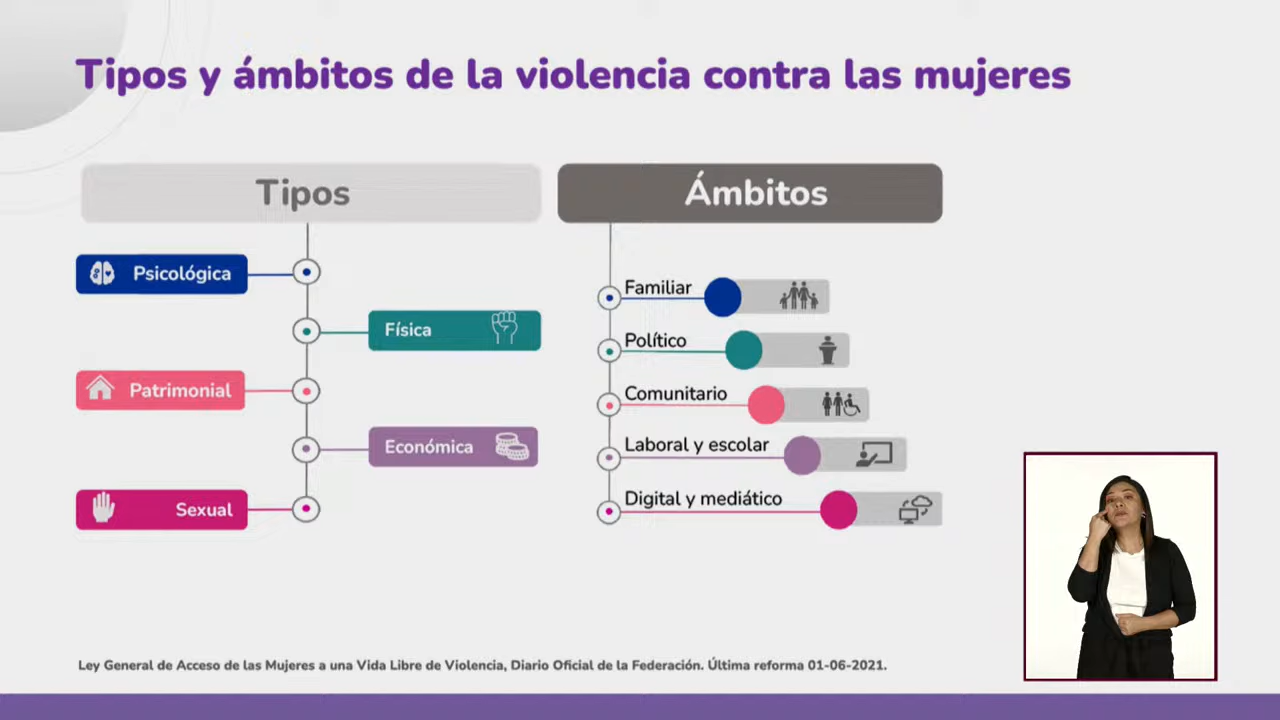 Tipos y ámbitos de la violencia contra las mujeres
Tipos
Psicológica
Física
Patrimonial
Económica
Sexual
Ámbitos
Familiar
Político
Comunitario
Laboral y escolar
Digital y mediático
Ley General de Acceso de las Mujeres a una Vida Libre de Violencia, Diario Oficial de la Federación. Última reforma 01-06-2021.